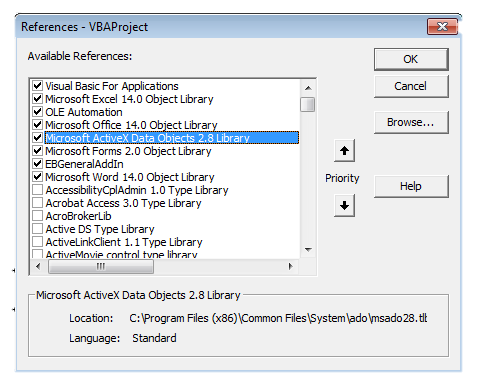 References - VBAProject
Available References:
Visual Basic For Applications
Microsoft Excel 14.0 Object Library
OLE Automation
Microsoft Office 14.0 Object Library
Microsoft ActiveX Data Objects 2.8 Library
Microsoft Forms 2.0 Object Library
EBGeneralAddIn
Microsoft Word 14.0 Object Library
AccessibilityCplAdmin 1.0 Type Library
Acrobat Access 3.0 Type Library
AcroBrokerLib
Active DS Type Library
ActiveLinkClient 1.1 Type Library
ActiveMovie control type library
OK
Cancel
Browse...
Priority
Help
Microsoft ActiveX Data Objects 2.8 Library
Location: C:\Program Files (x86)\Common Files\System\ado\msado28.tlb
Language: Standard